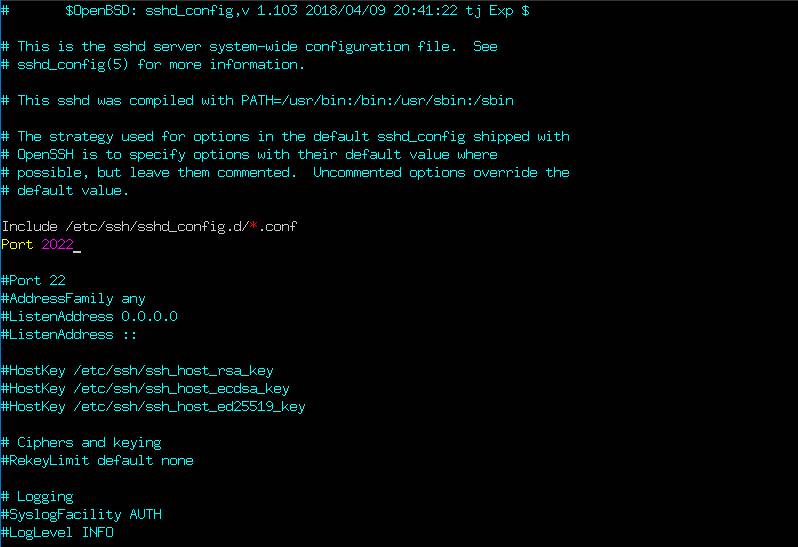 #       $OpenBSD: sshd_config,v 1.103 2018/04/09 20:41:22 tj Exp $
# This is the sshd server system-wide configuration file.  See
# sshd_config(5) for more information.
# This sshd was compiled with PATH=/usr/bin:/bin:/usr/sbin:/sbin
# The strategy used for options in the default sshd_config shipped with
# OpenSSH is to specify options with their default value where
# possible, but leave them commented.  Uncommented options override the
# default value.
Include /etc/ssh/sshd_config.d/*.conf
Port 2022
#Port 22
#AddressFamily any
#ListenAddress 0.0.0.0
#ListenAddress ::
#HostKey /etc/ssh/ssh_host_rsa_key
#HostKey /etc/ssh/ssh_host_ecdsa_key
#HostKey /etc/ssh/ssh_host_ed25519_key
# Ciphers and keying
#RekeyLimit default none
# Logging
#SyslogFacility AUTH
#LogLevel INFO